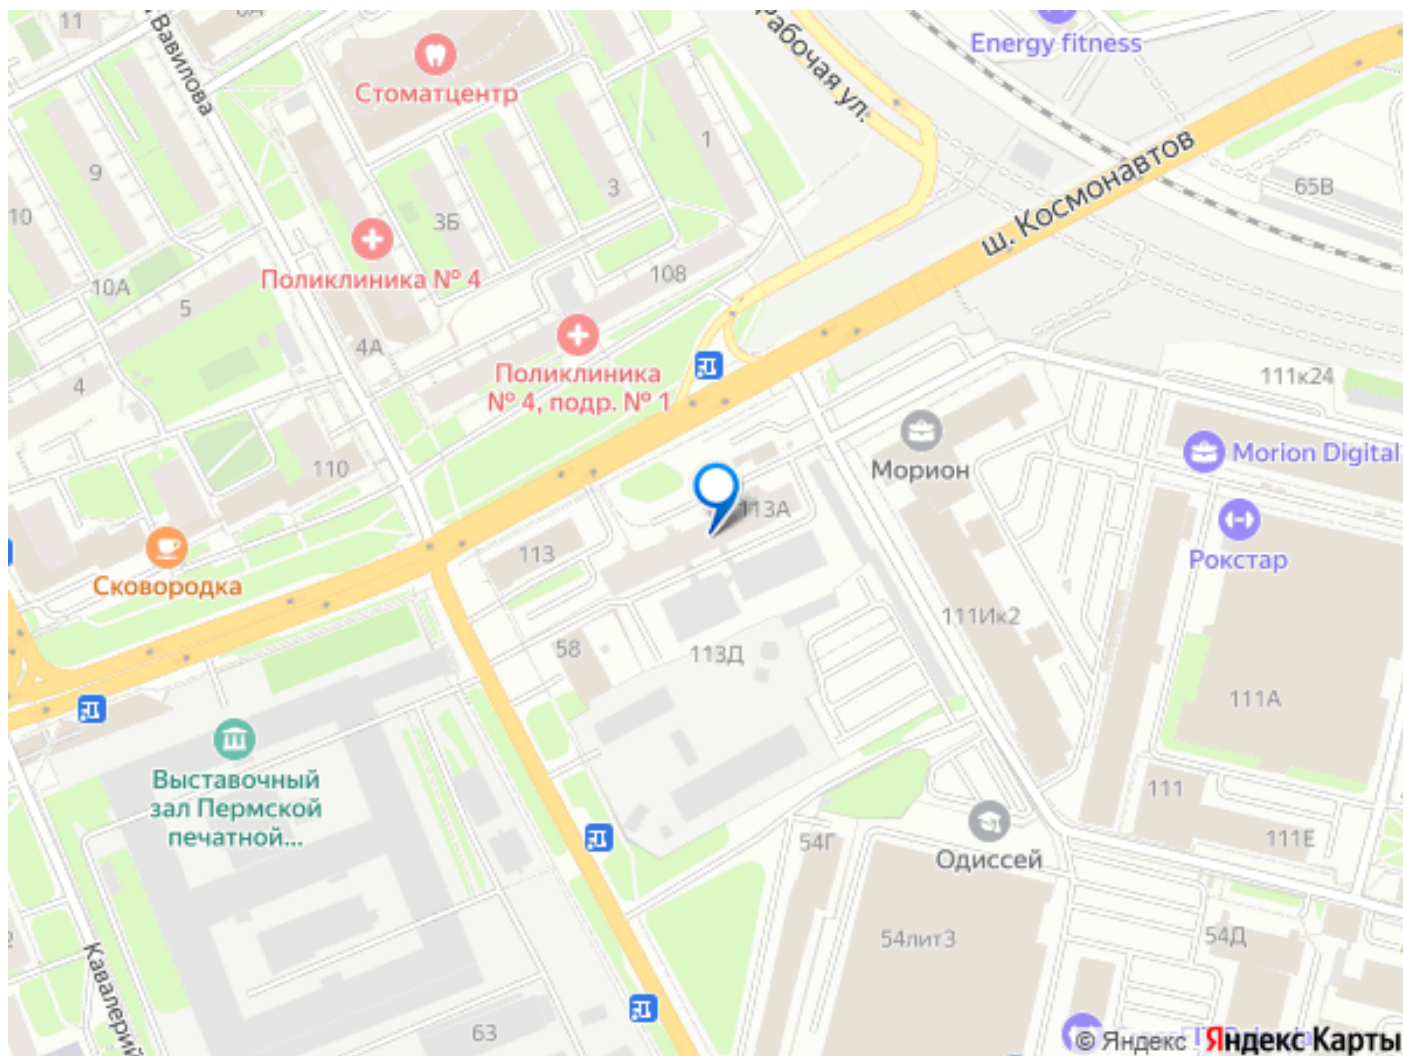 11
Вавилова
Стоматцентр
Energy fitness
Рабочая ул.
ш. Космонавтов
65В
9
10
3Б
3
1
Поликлиника № 4
10А
5
108
4А
4
Поликлиника
№ 4, подр. № 1
111к24
Морион
Morion Digital
110
113А
113
Рокстар
Сковородка
111Ик2
58
113Д
111А
Выставочный
зал Пермской
печатной...
111
111Е
54Г
Одиссей
54лит3
54Д
Кавалерий
63
© Яндекс Яндекс Карты